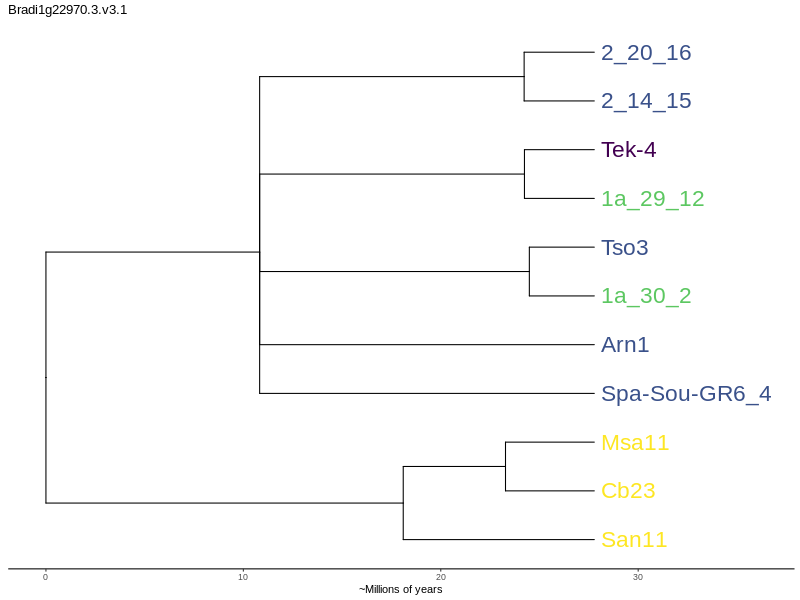 Bradi1g22970.3.v3.1
2_20_16
2_14_15
Tek-4
1a_29_12
Tso3
1a_30_2
Arn1
Spa-Sou-GR6_4
Msa11
Cb23
San11
0 10 20 30
~Millions of years